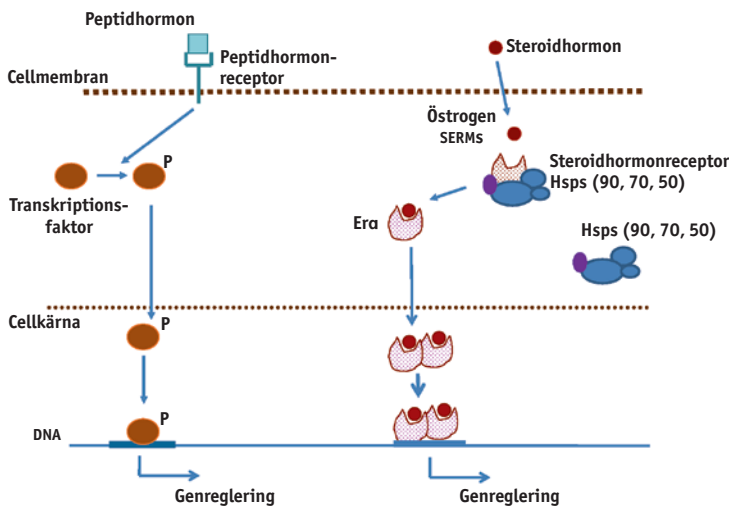 Peptidhormon
Peptidhormon-
receptor
Steroidhormon
Cellmembran
Östrogen
SERMs
P
Steroidhormonreceptor
Hsps (90, 70, 50)
Transkriptions-
faktor
Erα
Hsps (90, 70, 50)
Cellkärna
P
P
DNA
Genreglering
Genreglering